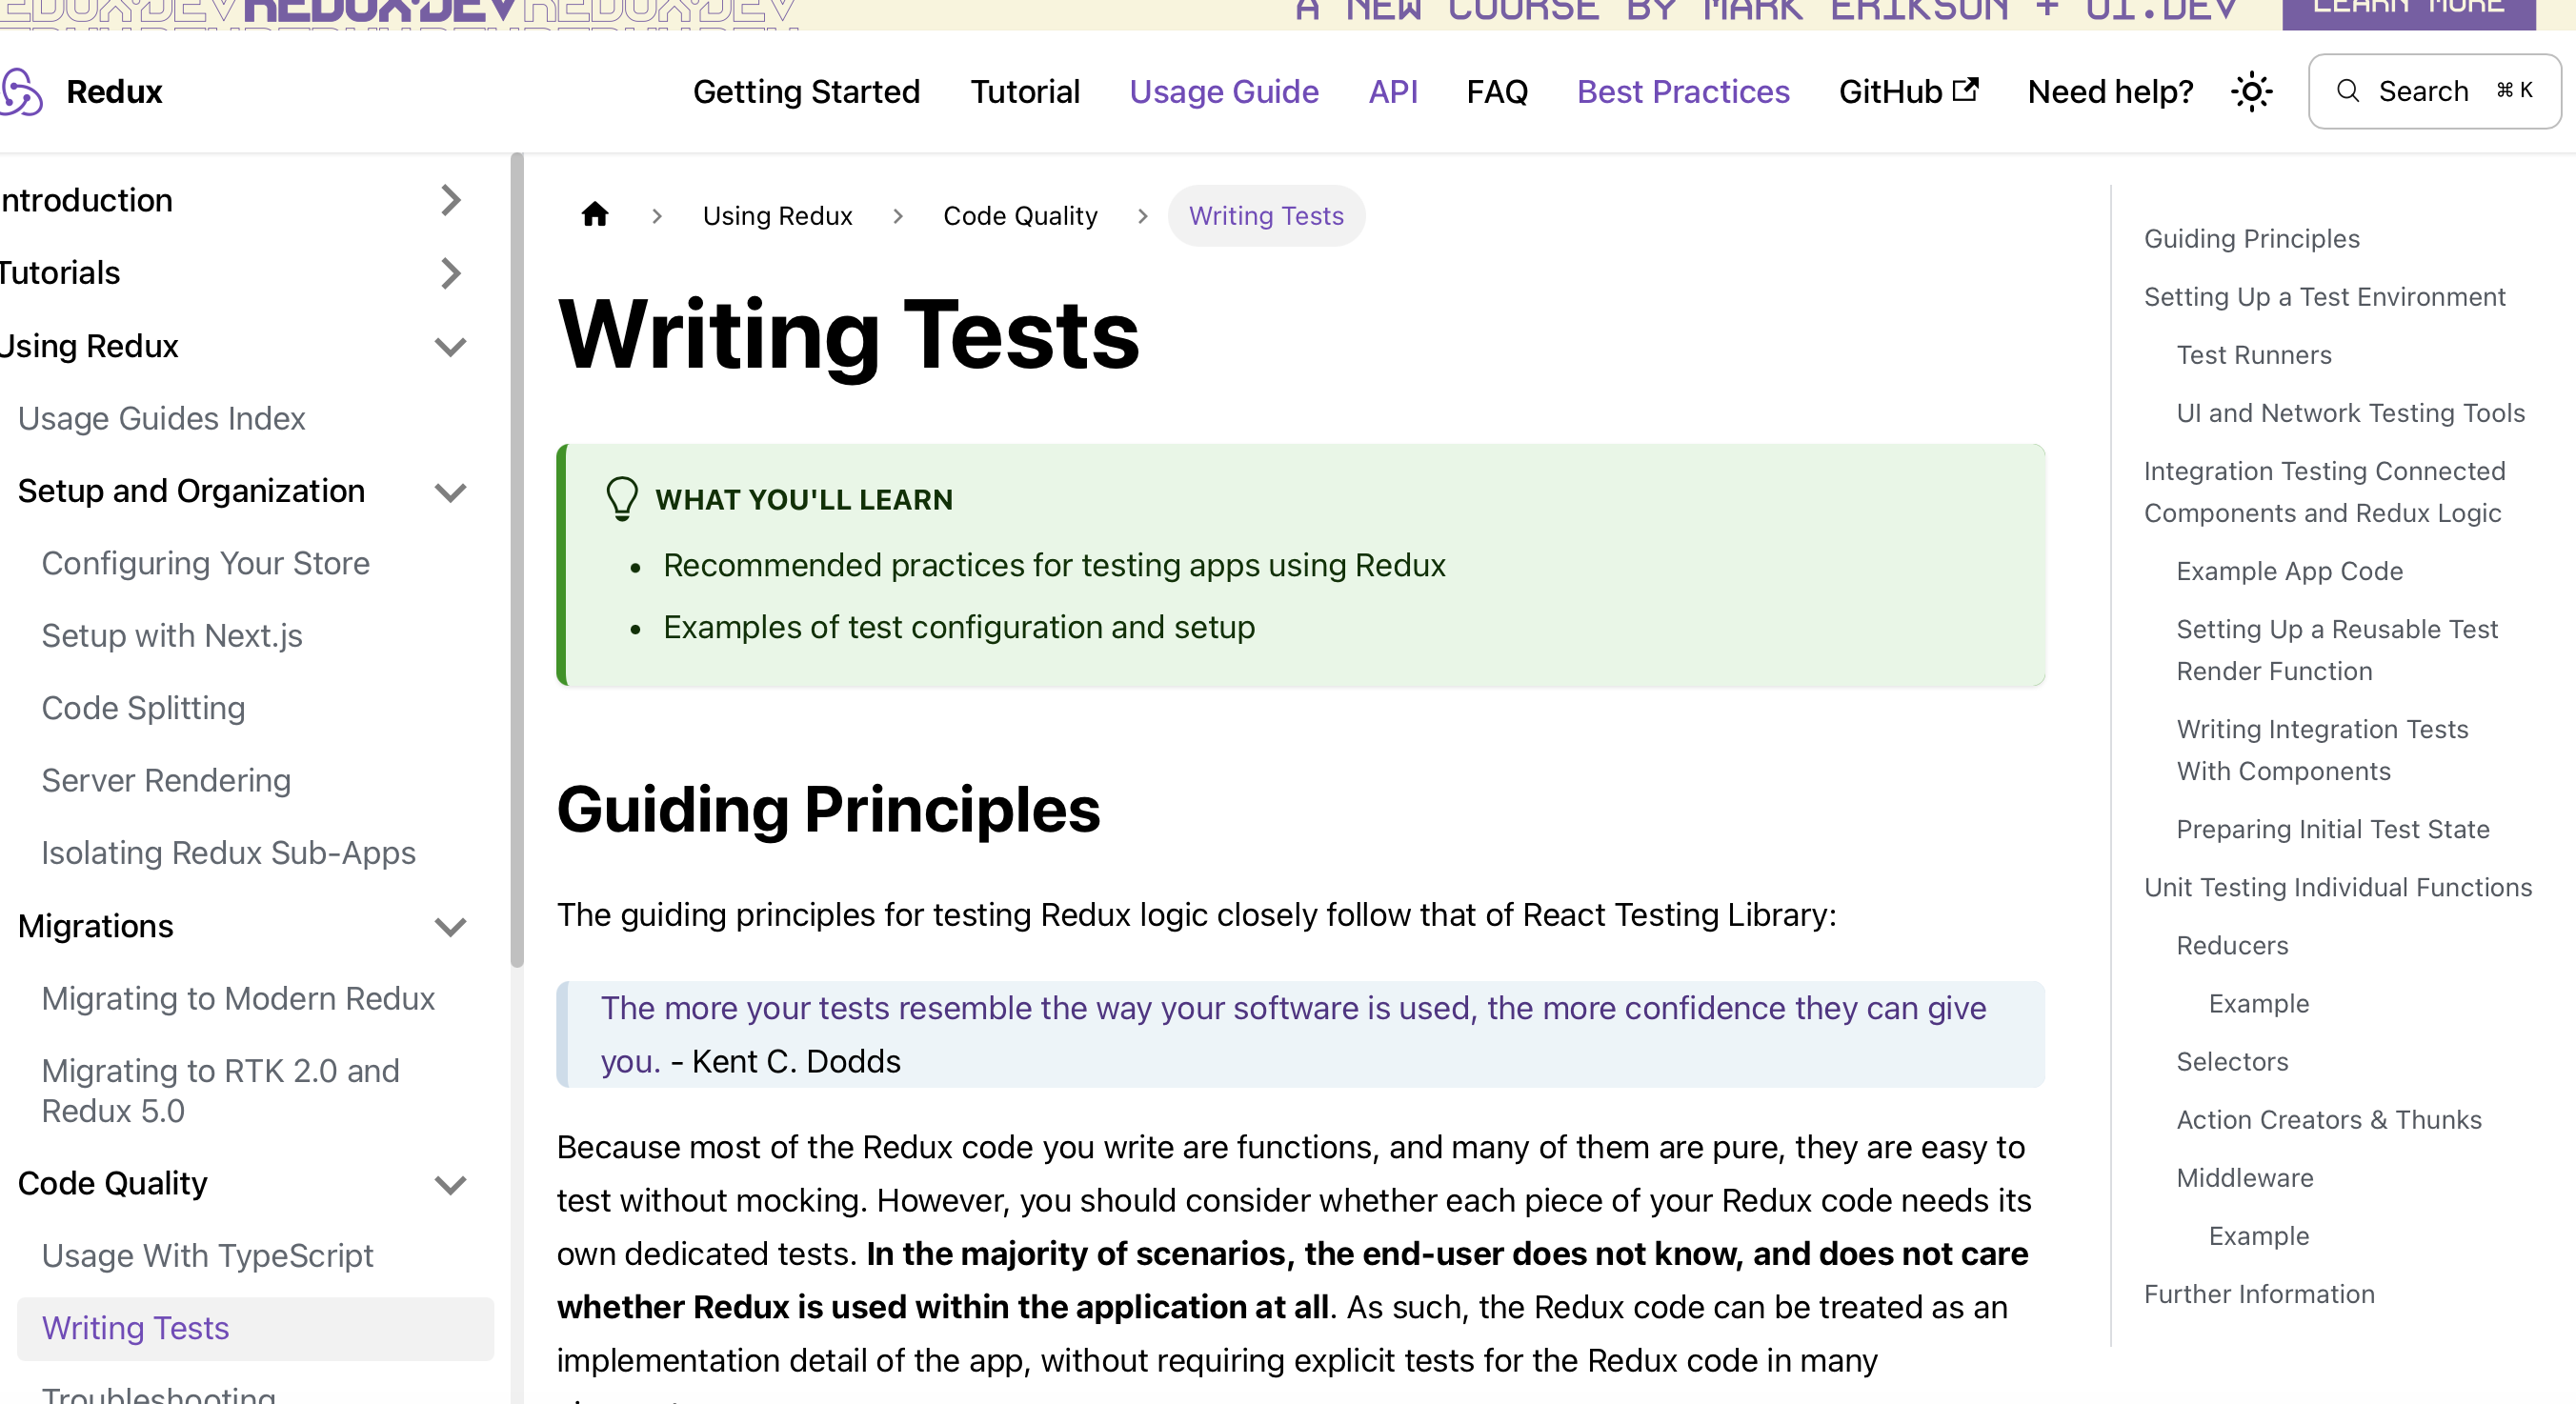 REDUX·DEV REDUX·DEV
A NEW COURSE BY MARK ERIKSON + UI.DEV
LEARN MORE
Redux
Getting Started
Tutorial
Usage Guide
API
FAQ
Best Practices
GitHub
Need help?
Search ⌘ K
ntroduction
Tutorials
Using Redux
Usage Guides Index
Setup and Organization
Configuring Your Store
Setup with Next.js
Code Splitting
Server Rendering
Isolating Redux Sub-Apps
Migrations
Migrating to Modern Redux
Migrating to RTK 2.0 and
Redux 5.0
Code Quality
Usage With TypeScript
Writing Tests
Troubleshooting
Using Redux
Code Quality
Writing Tests
Writing Tests
WHAT YOU'LL LEARN
• Recommended practices for testing apps using Redux
• Examples of test configuration and setup
Guiding Principles
The guiding principles for testing Redux logic closely follow that of React Testing Library:
The more your tests resemble the way your software is used, the more confidence they can give
you. - Kent C. Dodds
Because most of the Redux code you write are functions, and many of them are pure, they are easy to
test without mocking. However, you should consider whether each piece of your Redux code needs its
own dedicated tests. In the majority of scenarios, the end-user does not know, and does not care
whether Redux is used within the application at all. As such, the Redux code can be treated as an
implementation detail of the app, without requiring explicit tests for the Redux code in many
Guiding Principles
Setting Up a Test Environment
Test Runners
UI and Network Testing Tools
Integration Testing Connected
Components and Redux Logic
Example App Code
Setting Up a Reusable Test
Render Function
Writing Integration Tests
With Components
Preparing Initial Test State
Unit Testing Individual Functions
Reducers
Example
Selectors
Action Creators & Thunks
Middleware
Example
Further Information